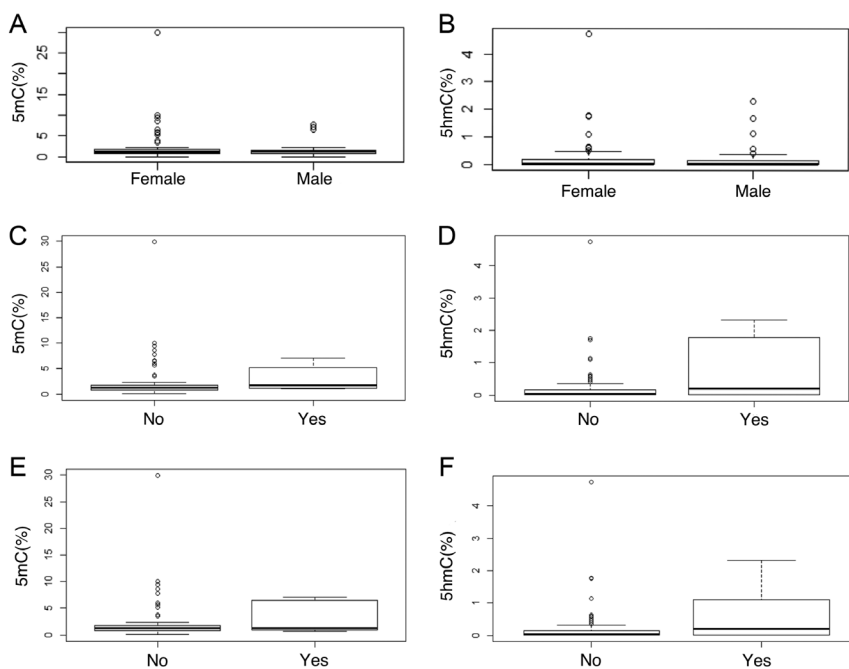 A
5mC(%)
25
15
5
0
Female
Male
B
5hmC(%)
4
3
2
1
0
Female
Male
C
5mC(%)
30
25
20
15
10
5
0
No
Yes
D
5hmC(%)
4
3
2
1
0
No
Yes
E
5mC(%)
30
25
20
15
10
5
0
No
Yes
F
5hmC(%)
4
3
2
1
0
No
Yes